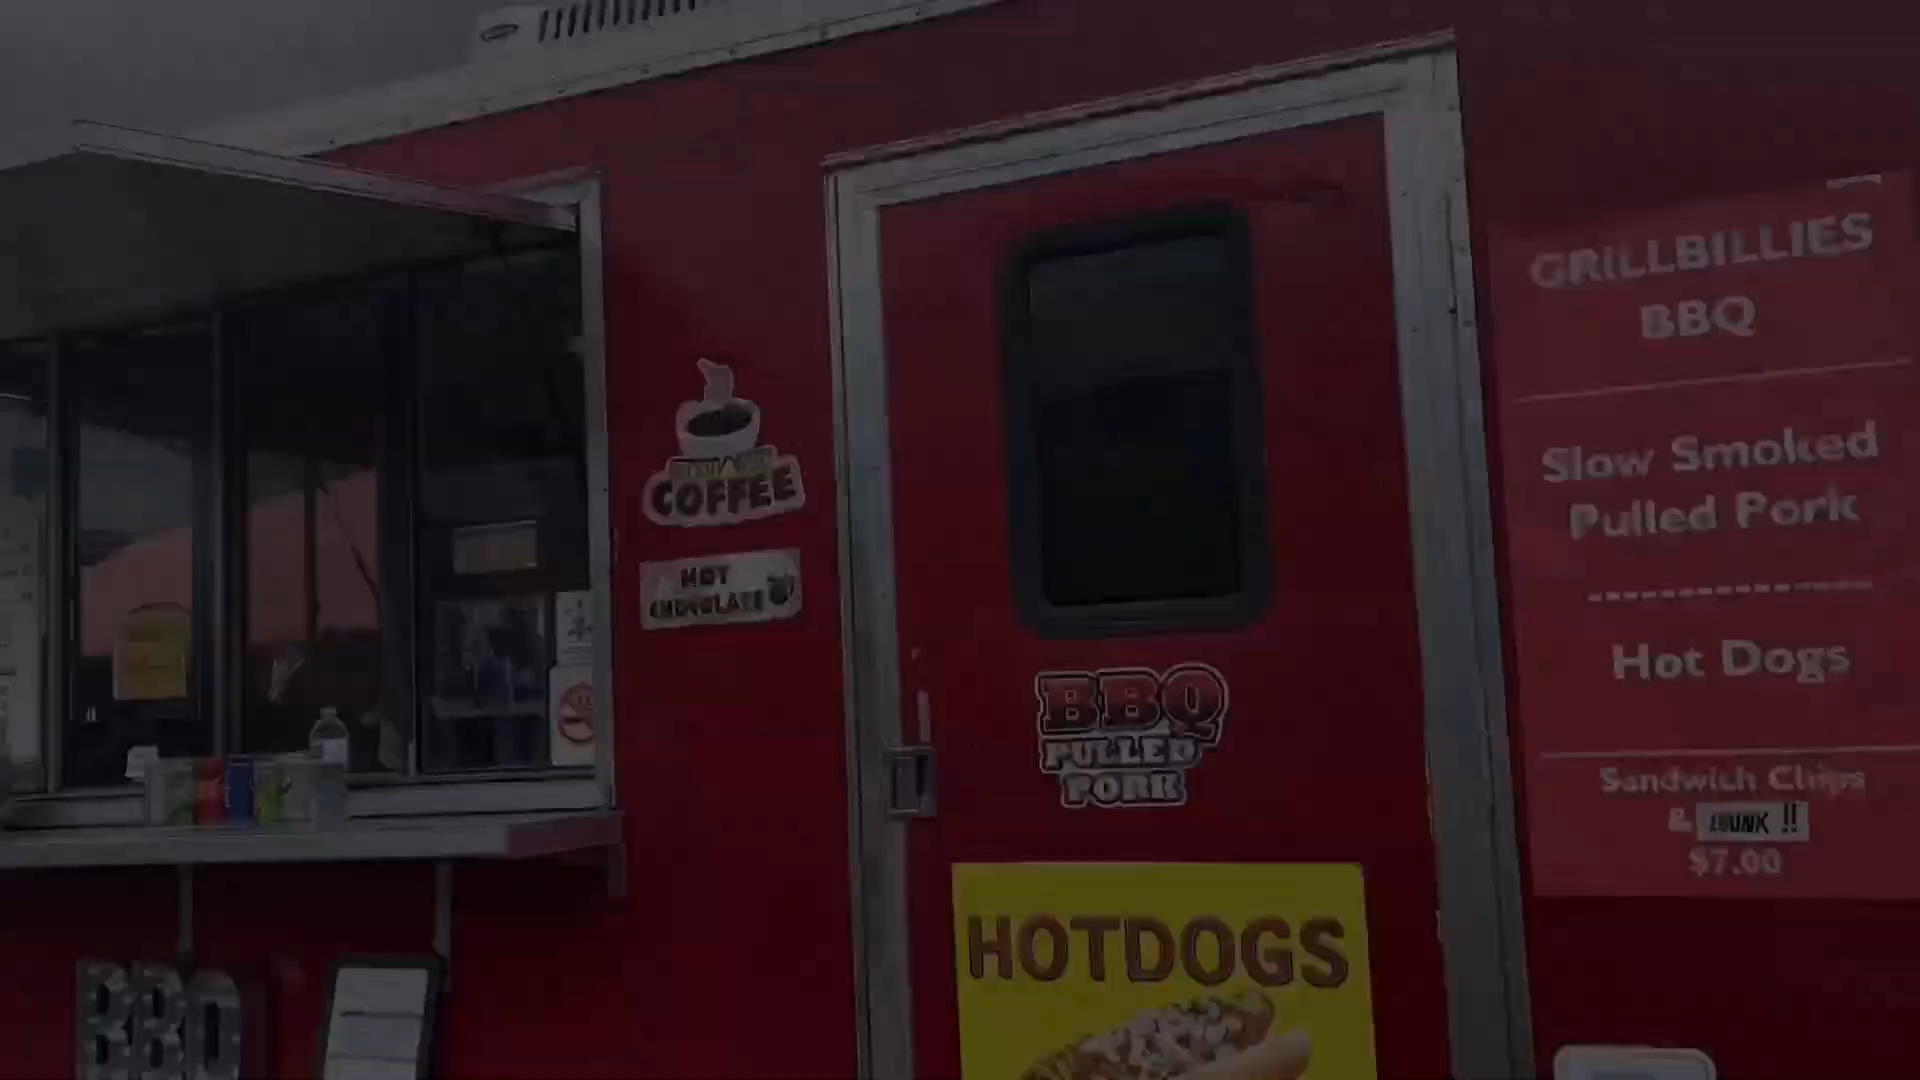 COFFEE
HOT
CHOCOLATE
BBQ
PULLED
PORK
HOTDOGS
BBQ
GRILLBILLIES
BBQ
Slow Smoked
Pulled Pork
Hot Dogs
Sandwich Chips
& !!
$7.00